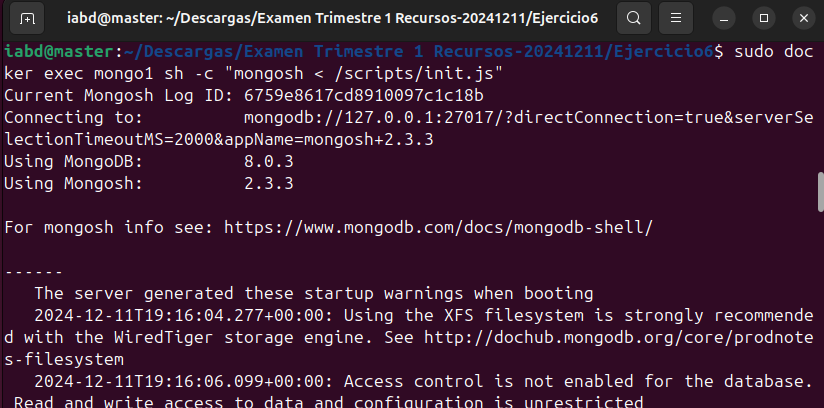 iabd@master: ~/Descargas/Examen Trimestre 1 Recursos-20241211/Ejercicio6
iabd@master:~/Descargas/Examen Trimestre 1 Recursos-20241211/Ejercicio6$ sudo doc
ker exec mongo1 sh -c "mongosh < /scripts/init.js"
Current Mongosh Log ID: 6759e8617cd8910097c1c18b
Connecting to:          mongodb://127.0.0.1:27017/?directConnection=true&serverSe
lectionTimeoutMS=2000&appName=mongosh+2.3.3
Using MongoDB:          8.0.3
Using Mongosh:          2.3.3
For mongosh info see: https://www.mongodb.com/docs/mongodb-shell/
------
   The server generated these startup warnings when booting
   2024-12-11T19:16:04.277+00:00: Using the XFS filesystem is strongly recommende
d with the WiredTiger storage engine. See http://dochub.mongodb.org/core/prodnote
s-filesystem
   2024-12-11T19:16:06.099+00:00: Access control is not enabled for the database.
 Read and write access to data and configuration is unrestricted